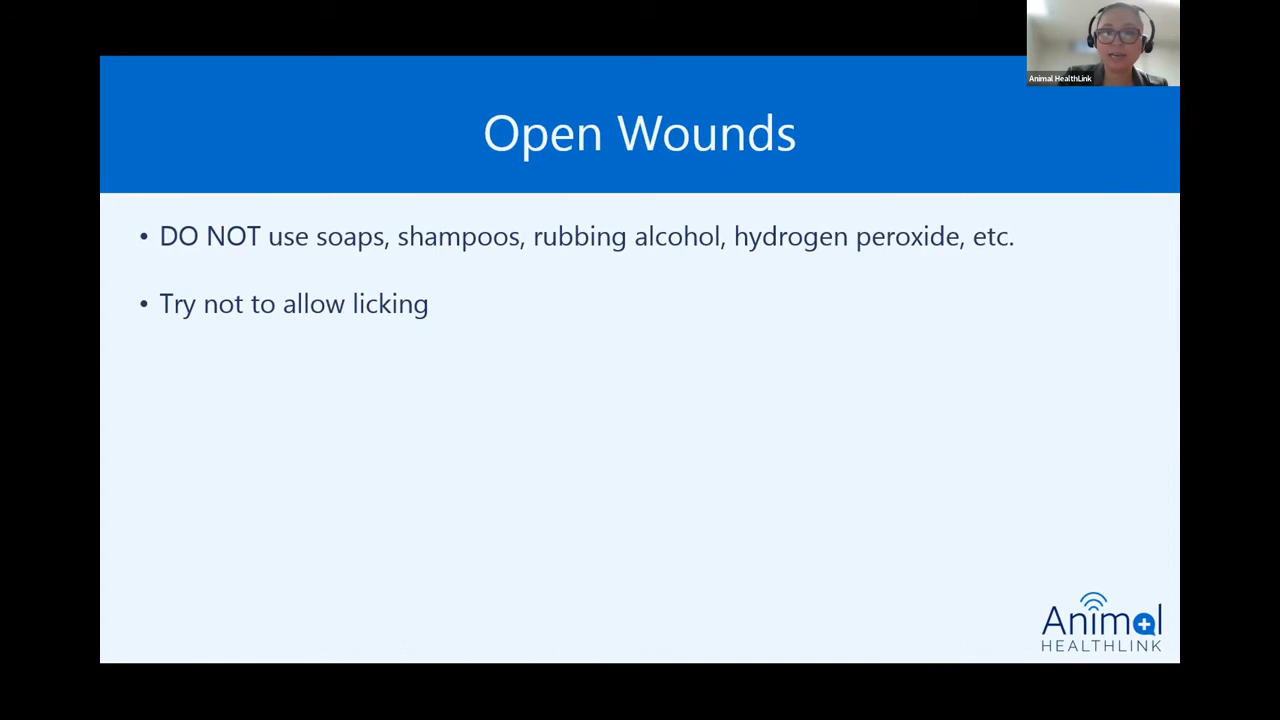 Animal HealthLink
Open Wounds
• DO NOT use soaps, shampoos, rubbing alcohol, hydrogen peroxide, etc.
• Try not to allow licking
Animal
HEALTHLINK